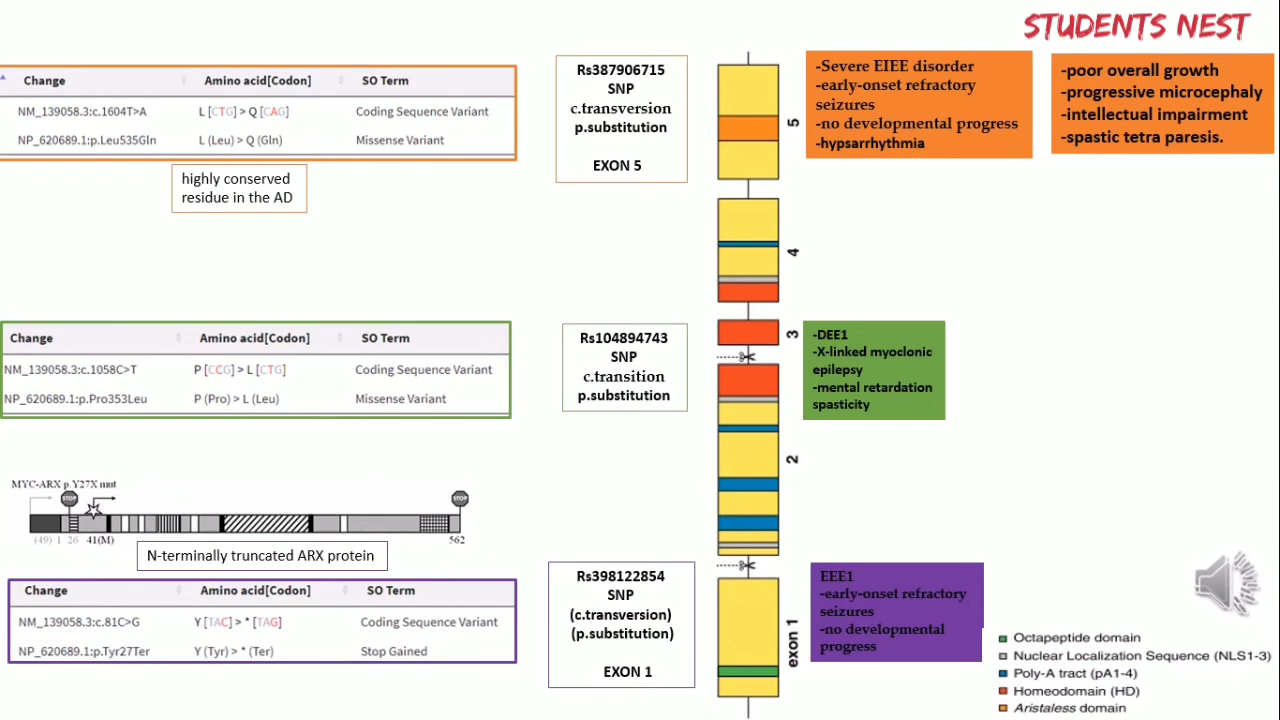 STUDENTS NEST
Change Amino acid[Codon] SO Term
NM_139058.3:c.1604T>A L [CTG] > Q [CAG] Coding Sequence Variant
NP_620689.1:p.Leu535Gln L (Leu) > Q (Gln) Missense Variant
highly conserved
residue in the AD
Rs387906715
SNP
c.transversion
p.substitution
EXON 5
5
-Severe EIEE disorder
-early-onset refractory
seizures
-no developmental progress
-hypsarrhythmia
-poor overall growth
-progressive microcephaly
-intellectual impairment
-spastic tetra paresis.
4
Change Amino acid[Codon] SO Term
NM_139058.3:c.1058C>T P [CCG] > L [CTG] Coding Sequence Variant
NP_620689.1:p.Pro353Leu P (Pro) > L (Leu) Missense Variant
Rs104894743
SNP
c.transition
p.substitution
3
-DEE1
-X-linked myoclonic
epilepsy
-mental retardation
spasticity
2
MYC-ARX p.Y27X mut
STOP STOP
(49) 1 26 41(M) 562
N-terminally truncated ARX protein
Change Amino acid[Codon] SO Term
NM_139058.3:c.81C>G Y [TAC] > * [TAG] Coding Sequence Variant
NP_620689.1:p.Tyr27Ter Y (Tyr) > * (Ter) Stop Gained
Rs398122854
SNP
(c.transversion)
(p.substitution)
EXON 1
exon 1
EEE1
-early-onset refractory
seizures
-no developmental
progress
Octapeptide domain
Nuclear Localization Sequence (NLS1-3)
Poly-A tract (pA1-4)
Homeodomain (HD)
Aristaless domain